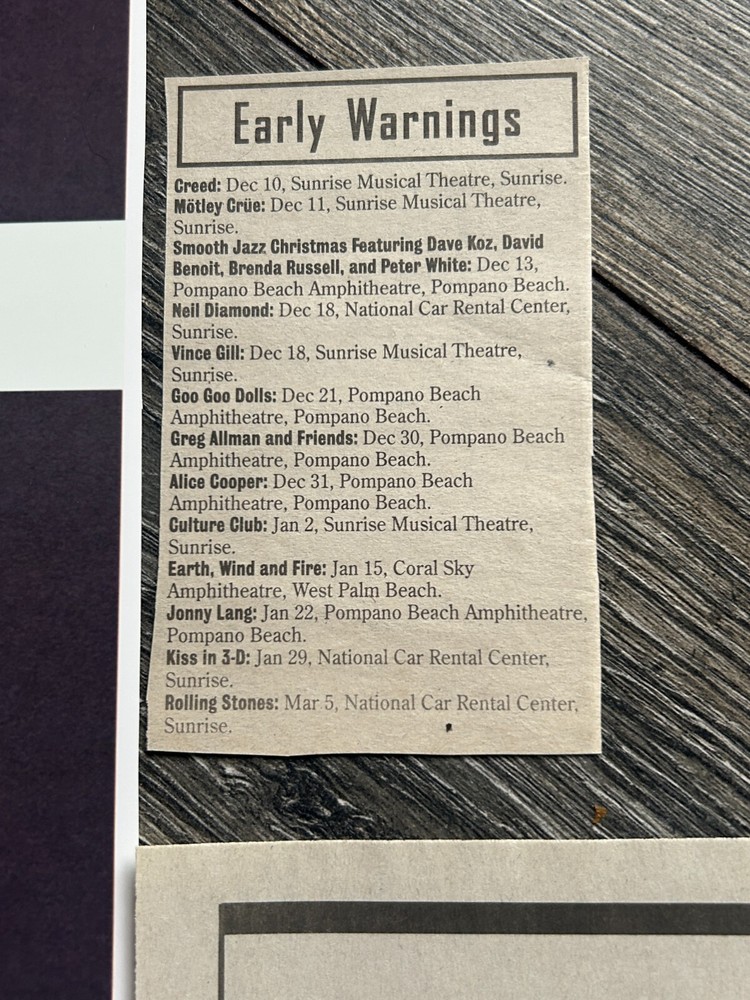 Early Warnings
Creed: Dec 10, Sunrise Musical Theatre, Sunrise.
Mötley Crüe: Dec 11, Sunrise Musical Theatre,
Sunrise.
Smooth Jazz Christmas Featuring Dave Koz, David
Benoit, Brenda Russell, and Peter White: Dec 13,
Pompano Beach Amphitheatre, Pompano Beach.
Neil Diamond: Dec 18, National Car Rental Center,
Sunrise.
Vince Gill: Dec 18, Sunrise Musical Theatre,
Sunrise.
Goo Goo Dolls: Dec 21, Pompano Beach
Amphitheatre, Pompano Beach.
Greg Allman and Friends: Dec 30, Pompano Beach
Amphitheatre, Pompano Beach.
Alice Cooper: Dec 31, Pompano Beach
Amphitheatre, Pompano Beach.
Culture Club: Jan 2, Sunrise Musical Theatre,
Sunrise.
Earth, Wind and Fire: Jan 15, Coral Sky
Amphitheatre, West Palm Beach.
Jonny Lang: Jan 22, Pompano Beach Amphitheatre,
Pompano Beach.
Kiss in 3-D: Jan 29, National Car Rental Center,
Sunrise.
Rolling Stones: Mar 5, National Car Rental Center,
Sunrise.